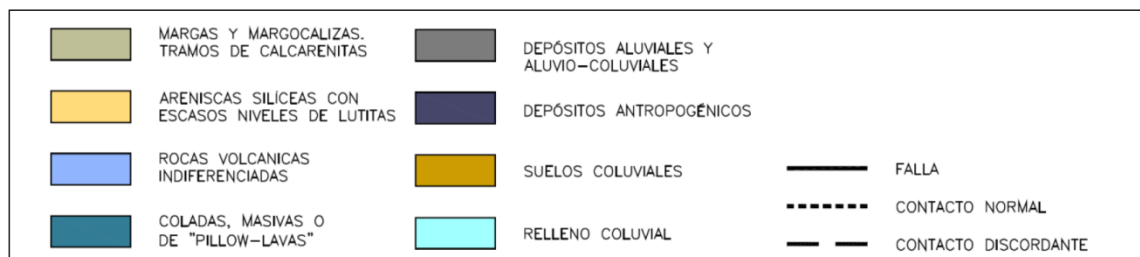 MARGAS Y MARGOCALIZAS.
TRAMOS DE CALCARENITAS
ARENISCAS SILÍCEAS CON
ESCASOS NIVELES DE LUTITAS
ROCAS VOLCANICAS
INDIFERENCIADAS
COLADAS, MASIVAS O
DE "PILLOW-LAVAS"
DEPÓSITOS ALUVIALES Y
ALUVIO-COLUVIALES
DEPÓSITOS ANTROPOGÉNICOS
SUELOS COLUVIALES
RELLENO COLUVIAL
FALLA
CONTACTO NORMAL
CONTACTO DISCORDANTE